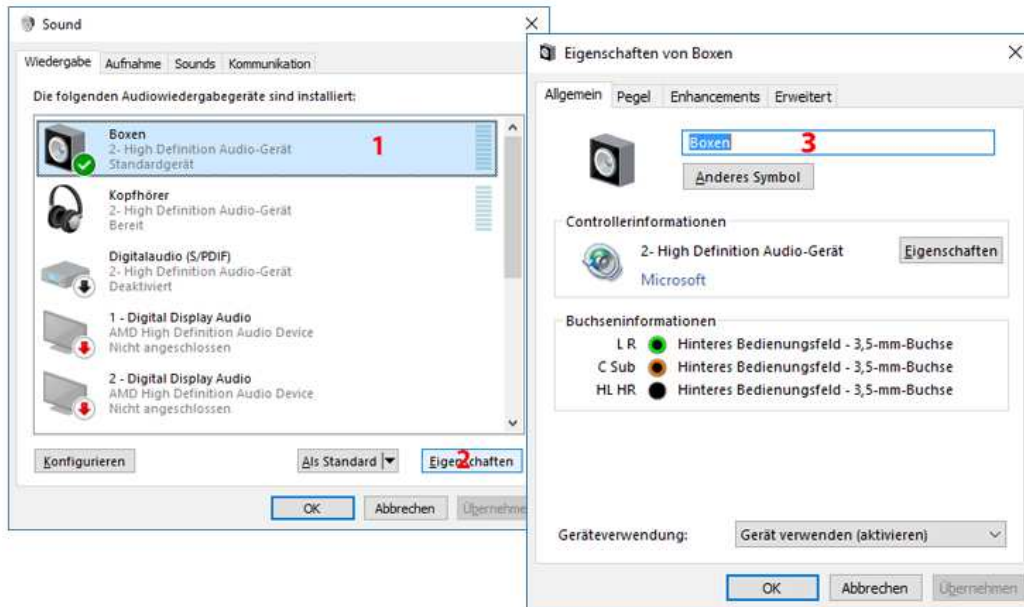 Sound
Wiedergabe Aufnahme Sounds Kommunikation
Die folgenden Audiowiedergabegeräte sind installiert:
Boxen
2- High Definition Audio-Gerät
Standardgerät
1
Kopfhörer
2- High Definition Audio-Gerät
Bereit
Digitalaudio (S/PDIF)
2- High Definition Audio-Gerät
Deaktiviert
1 - Digital Display Audio
AMD High Definition Audio Device
Nicht angeschlossen
2 - Digital Display Audio
AMD High Definition Audio Device
Nicht angeschlossen
Konfigurieren Als Standard Eigenschaften
2
OK Abbrechen Übernehme
Eigenschaften von Boxen
Allgemein Pegel Enhancements Erweitert
Boxen 3
Anderes Symbol
Controllerinformationen
2- High Definition Audio-Gerät Eigenschaften
Microsoft
Buchseninformationen
L R Hinteres Bedienungsfeld - 3,5-mm-Buchse
C Sub Hinteres Bedienungsfeld - 3,5-mm-Buchse
HL HR Hinteres Bedienungsfeld - 3,5-mm-Buchse
Geräteverwendung: Gerät verwenden (aktivieren)
OK Abbrechen Übernehmen